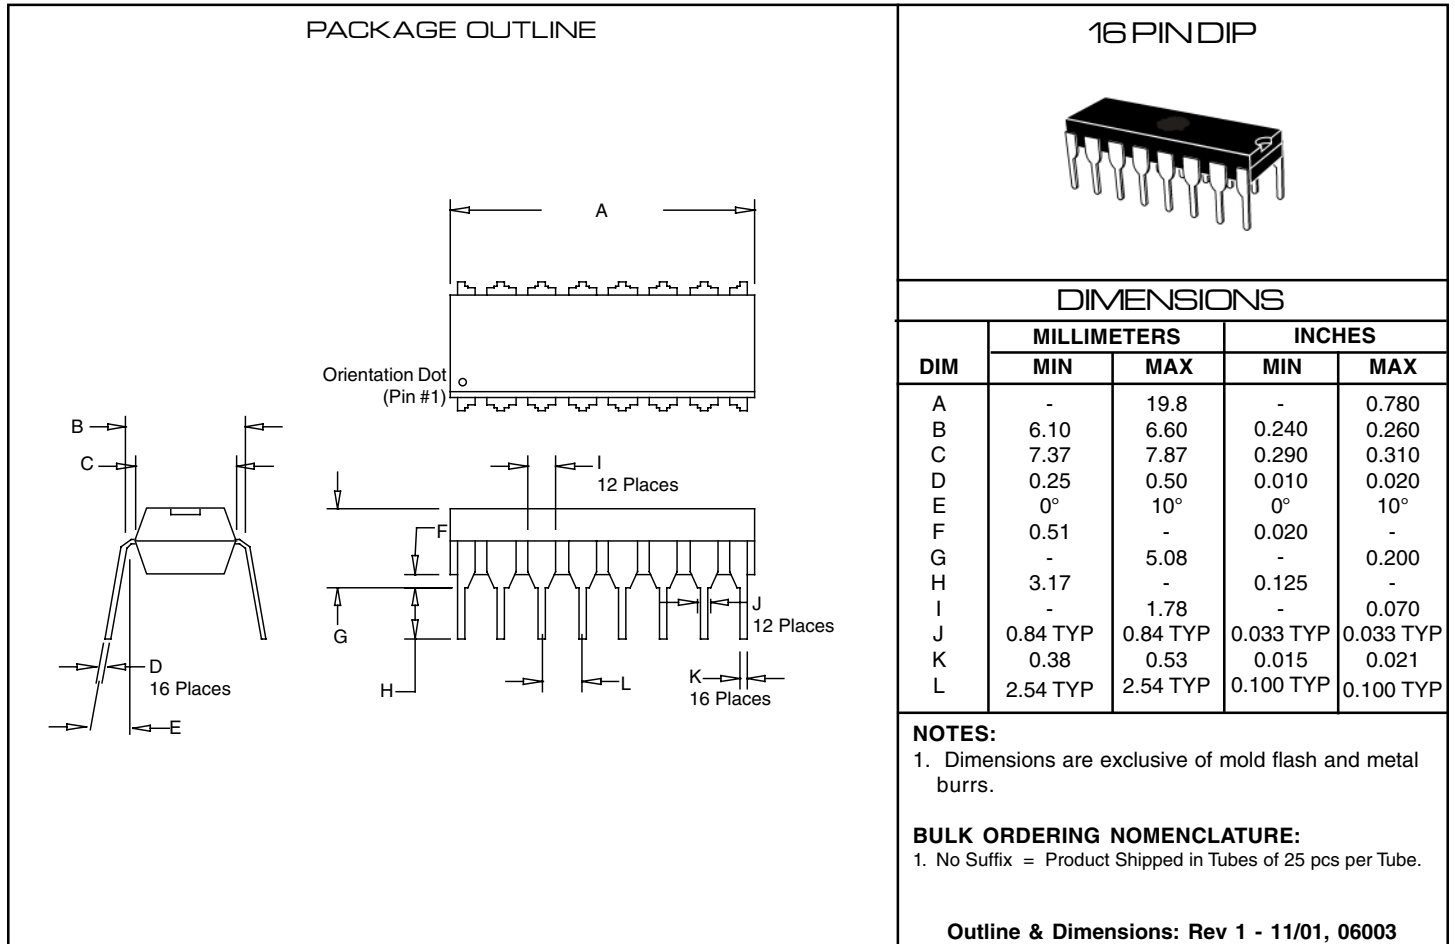 PACKAGE OUTLINE
A
Orientation Dot
(Pin #1)
B
C
I
12 Places
F
G
H
J
12 Places
D
16 Places
E
L
K
16 Places
16 PIN DIP
DIMENSIONS
MILLIMETERS INCHES
DIM MIN MAX MIN MAX
A - 19.8 - 0.780
B 6.10 6.60 0.240 0.260
C 7.37 7.87 0.290 0.310
D 0.25 0.50 0.010 0.020
E 0° 10° 0° 10°
F 0.51 - 0.020 -
G - 5.08 - 0.200
H 3.17 - 0.125 -
I - 1.78 - 0.070
J 0.84 TYP 0.84 TYP 0.033 TYP 0.033 TYP
K 0.38 0.53 0.015 0.021
L 2.54 TYP 2.54 TYP 0.100 TYP 0.100 TYP
NOTES:
1. Dimensions are exclusive of mold flash and metal
burrs.
BULK ORDERING NOMENCLATURE:
1. No Suffix = Product Shipped in Tubes of 25 pcs per Tube.
Outline & Dimensions: Rev 1 - 11/01, 06003